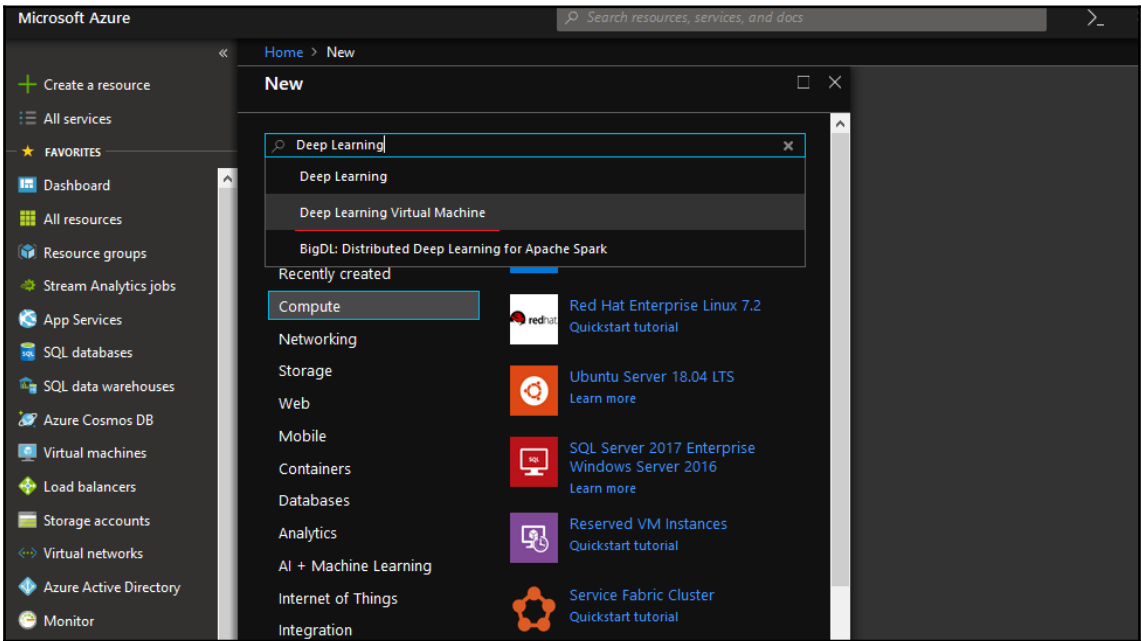 Microsoft Azure
Search resources, services, and docs
Home > New
Create a resource
All services
FAVORITES
Dashboard
All resources
Resource groups
Stream Analytics jobs
App Services
SQL databases
SQL data warehouses
Azure Cosmos DB
Virtual machines
Load balancers
Storage accounts
Virtual networks
Azure Active Directory
Monitor
New
Deep Learning
Deep Learning
Deep Learning Virtual Machine
BigDL: Distributed Deep Learning for Apache Spark
Recently created
Compute
Networking
Storage
Web
Mobile
Containers
Databases
Analytics
AI + Machine Learning
Internet of Things
Integration
redhat
Red Hat Enterprise Linux 7.2
Quickstart tutorial
Ubuntu Server 18.04 LTS
Learn more
SQL
SQL Server 2017 Enterprise
Windows Server 2016
Learn more
Reserved VM Instances
Quickstart tutorial
Service Fabric Cluster
Quickstart tutorial